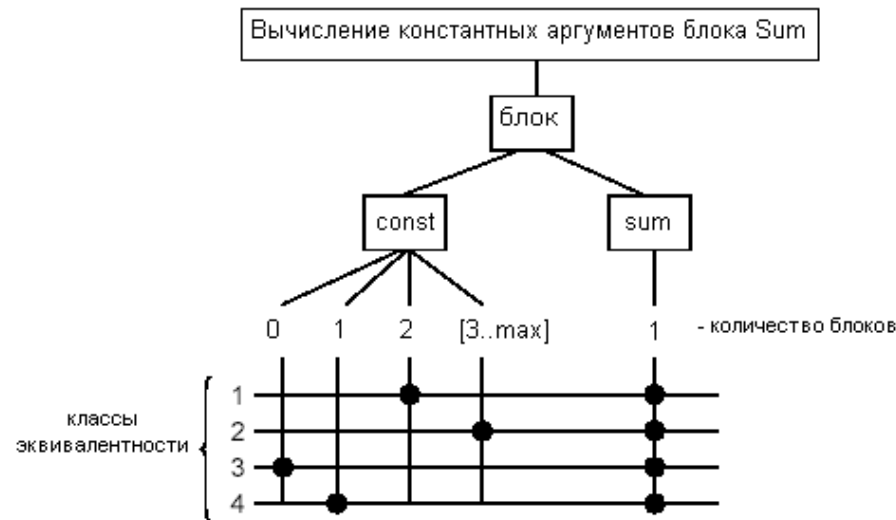 Вычисление константных аргументов блока Sum
блок
const
sum
0 1 2 [3..max] 1 - количество блоков
классы
эквивалентности
1
2
3
4